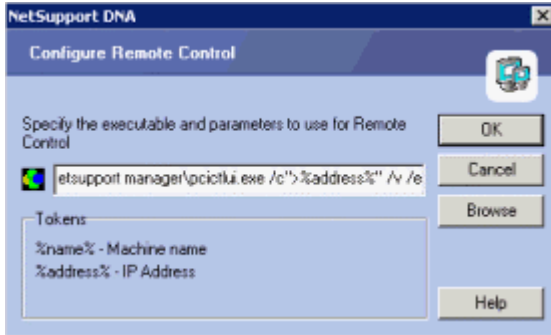 NetSupport DNA
Configure Remote Control
Specify the executable and parameters to use for Remote
Control
OK
etsupport manager\pcictlui.exe /c">%address%" /v /e
Cancel
Browse
Tokens
%name% - Machine name
%address% - IP Address
Help